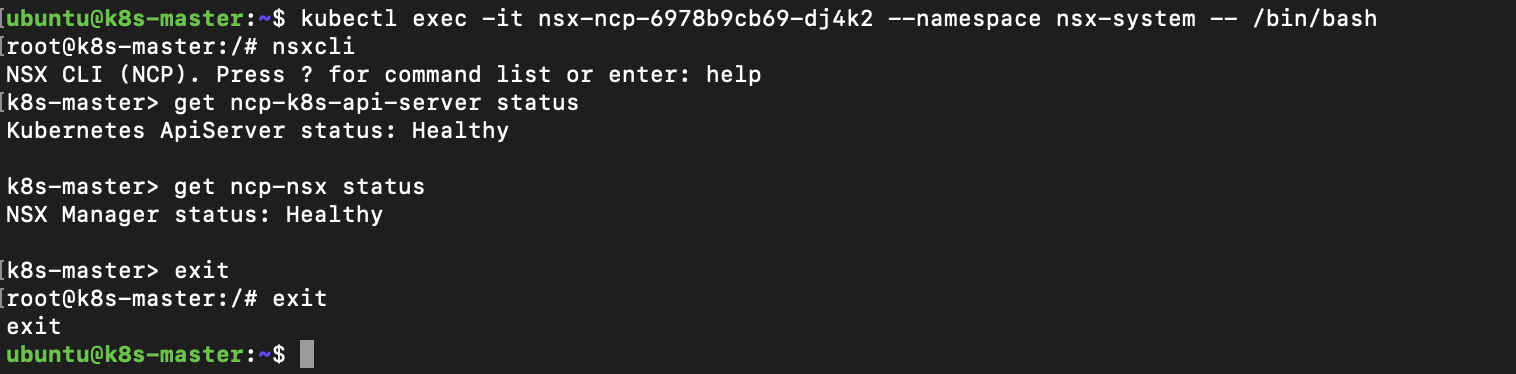 ubuntu@k8s-master:~$ kubectl exec -it nsx-ncp-6978b9cb69-dj4k2 --namespace nsx-system -- /bin/bash
[root@k8s-master:/# nsxcli
NSX CLI (NCP). Press ? for command list or enter: help
[k8s-master> get ncp-k8s-api-server status
Kubernetes ApiServer status: Healthy
k8s-master> get ncp-nsx status
NSX Manager status: Healthy
[k8s-master> exit
[root@k8s-master:/# exit
exit
ubuntu@k8s-master:~$